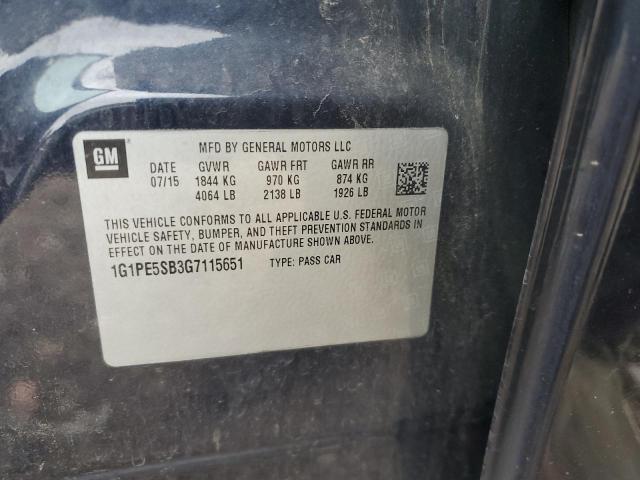 GM
MFD BY GENERAL MOTORS LLC
DATE GVWR GAWR FRT GAWR RR
07/15 1844 KG 970 KG 874 KG
4064 LB 2138 LB 1926 LB
THIS VEHICLE CONFORMS TO ALL APPLICABLE U.S. FEDERAL MOTOR
VEHICLE SAFETY, BUMPER, AND THEFT PREVENTION STANDARDS IN
EFFECT ON THE DATE OF MANUFACTURE SHOWN ABOVE.
1G1PE5SB3G7115651 TYPE: PASS CAR